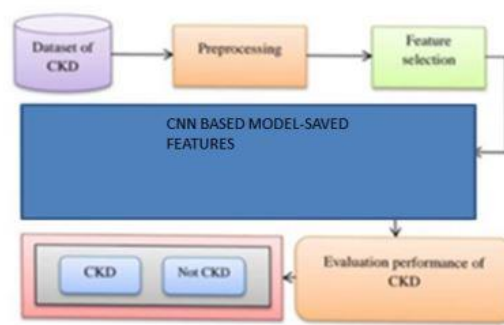 Dataset of
CKD
Preprocessing
Feature
selection
CNN BASED MODEL-SAVED
FEATURES
CKD
Not CKD
Evaluation performance of
CKD